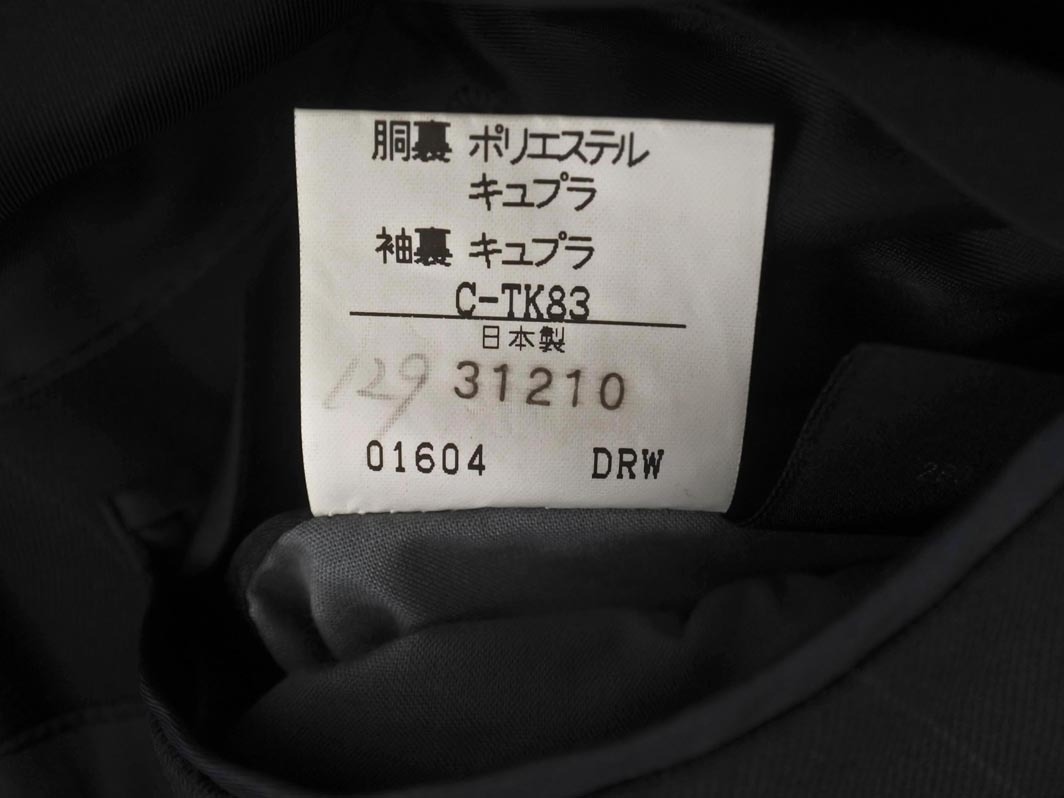 胴裏 ポリエステル
キュプラ
袖裏 キュプラ
C-TK83
日本製
129 31210
01604 DRW